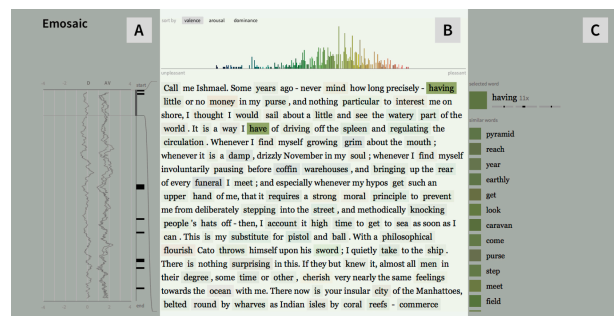 Emosaic
A
B
C
sort by valence arousal dominance
unpleasant pleasant
D AV
start
end
Call me Ishmael. Some years ago - never mind how long precisely - having
little or no money in my purse , and nothing particular to interest me on
shore, I thought I would sail about a little and see the watery part of the
world . It is a way I have of driving off the spleen and regulating the
circulation . Whenever I find myself growing grim about the mouth ;
whenever it is a damp , drizzly November in my soul ; whenever I find myself
involuntarily pausing before coffin warehouses , and bringing up the rear
of every funeral I meet ; and especially whenever my hypos get such an
upper hand of me, that it requires a strong moral principle to prevent
me from deliberately stepping into the street , and methodically knocking
people 's hats off - then, I account it high time to get to sea as soon as I
can . This is my substitute for pistol and ball . With a philosophical
flourish Cato throws himself upon his sword ; I quietly take to the ship .
There is nothing surprising in this. If they but knew it, almost all men in
their degree , some time or other , cherish very nearly the same feelings
towards the ocean with me. There now is your insular city of the Manhattoes,
belted round by wharves as Indian isles by coral reefs - commerce
selected word
having 11x
similar words
pyramid
reach
year
earthly
get
look
caravan
come
purse
step
meet
field